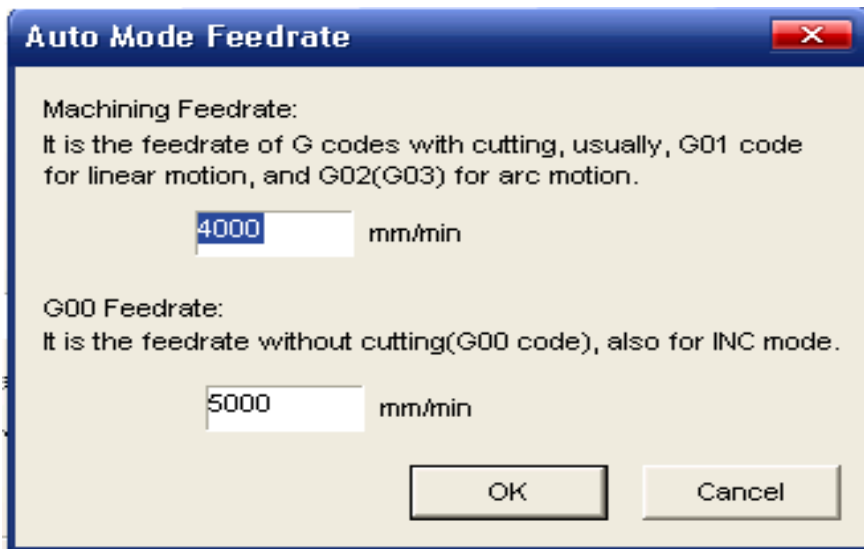 Auto Mode Feedrate
Machining Feedrate:
It is the feedrate of G codes with cutting, usually, G01 code
for linear motion, and G02(G03) for arc motion.
4000 mm/min
G00 Feedrate:
It is the feedrate without cutting(G00 code), also for INC mode.
5000 mm/min
OK Cancel